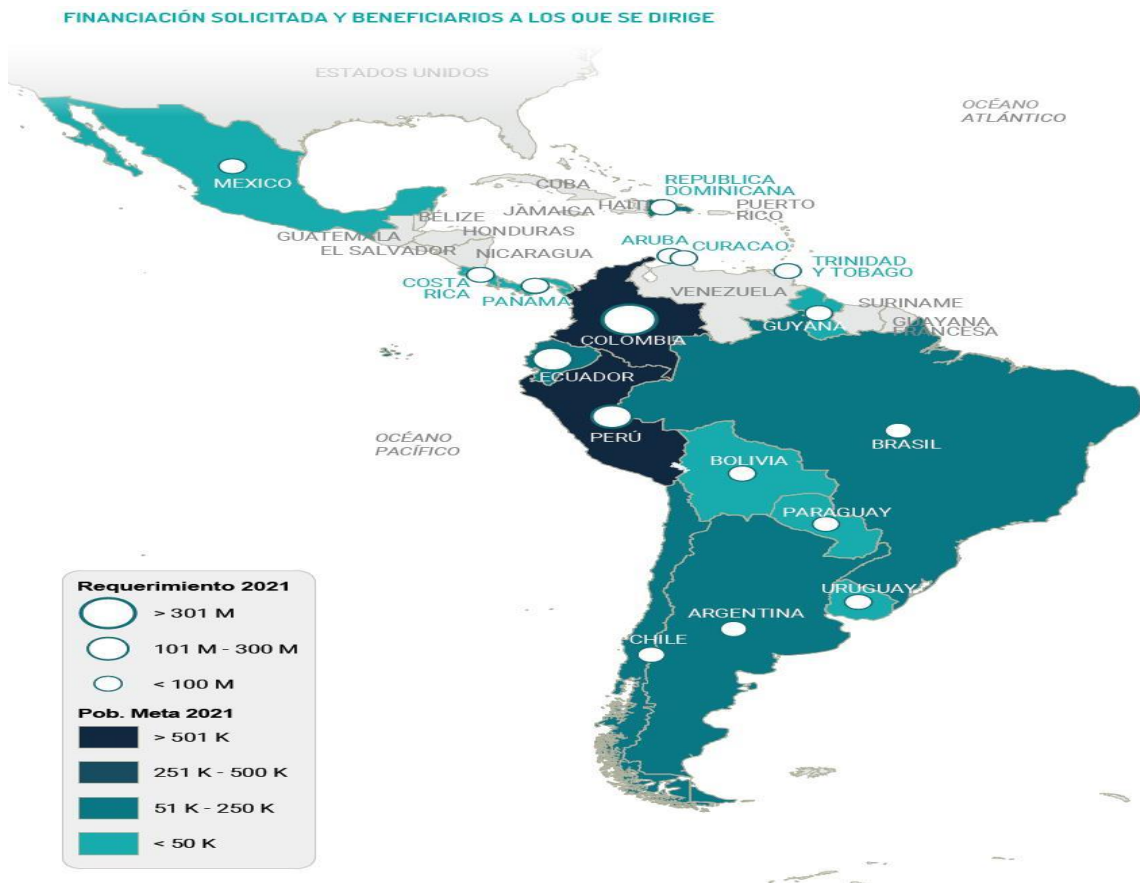 FINANCIACIÓN SOLICITADA Y BENEFICIARIOS A LOS QUE SE DIRIGE
ESTADOS UNIDOS
OCÉANO
ATLÁNTICO
MEXICO
CUBA
REPUBLICA
DOMINICANA
HAITI
JAMAICA
PUERTO
RICO
BÉLIZE
GUATEMALA
HONDURAS
EL SALVADOR
NICARAGUA
ARUBA
CURACAO
TRINIDAD
Y TOBAGO
COSTA
RICA
PANAMA
VENEZUELA
GUYANA
SURINAME
GUAYANA
FRANCESA
COLOMBIA
ECUADOR
OCÉANO
PACÍFICO
PERÚ
BRASIL
BOLIVIA
PARAGUAY
URUGUAY
ARGENTINA
CHILE
Requerimiento 2021
> 301 M
101 M - 300 M
< 100 M
Pob. Meta 2021
> 501 K
251 K - 500 K
51 K - 250 K
< 50 K